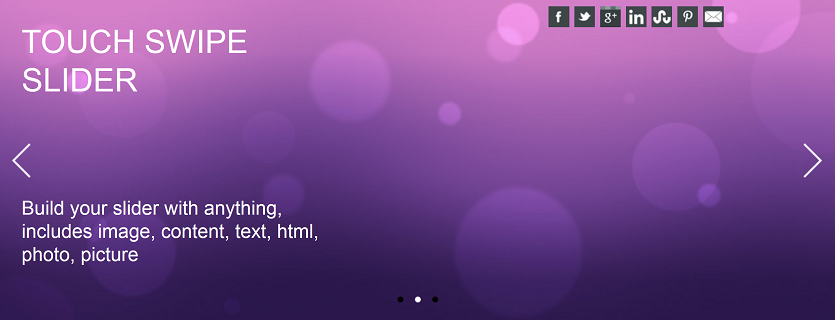 TOUCH SWIPE
SLIDER
Build your slider with anything,
includes image, content, text, html,
photo, picture